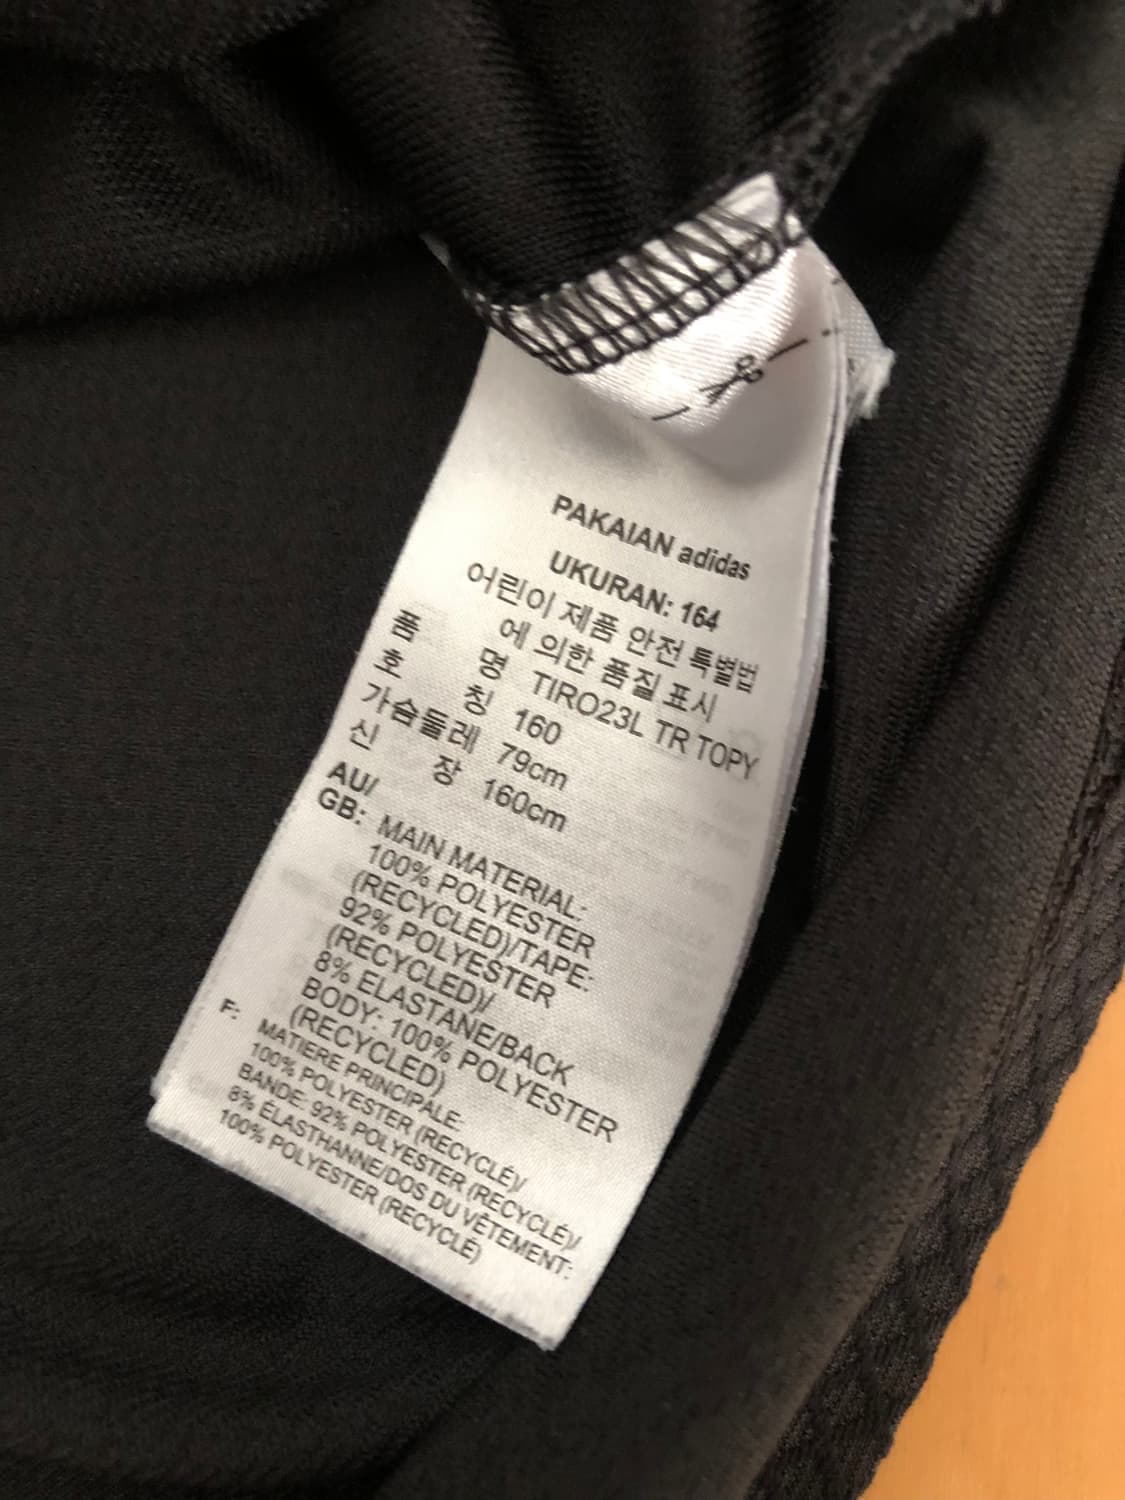 PAKAIAN adidas
UKURAN: 164
어린이 제품 안전 특별법
에 의한 품질 표시
품 명 TIRO23L TR TOPY
호 칭 160
가슴둘레 79cm
신 장 160cm
AU/
GB: MAIN MATERIAL:
100% POLYESTER
(RECYCLED)/TAPE:
92% POLYESTER
(RECYCLED)/
8% ELASTANE/BACK
BODY: 100% POLYESTER
(RECYCLED)
F: MATIERE PRINCIPALE:
100% POLYESTER (RECYCLÉ)/
BANDE: 92% POLYESTER (RECYCLÉ)/
8% ÉLASTHANNE/DOS DU VÊTEMENT:
100% POLYESTER (RECYCLÉ)